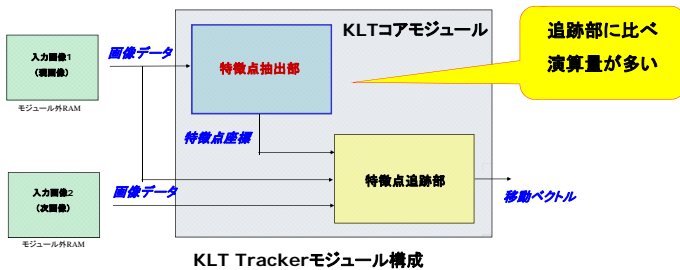 KLTコアモジュール
追跡部に比べ
演算量が多い
入力画像1
(現画像)
モジュール外RAM
画像データ
特徴点抽出部
特徴点座標
入力画像2
(次画像)
モジュール外RAM
画像データ
特徴点追跡部
移動ベクトル
KLT Trackerモジュール構成